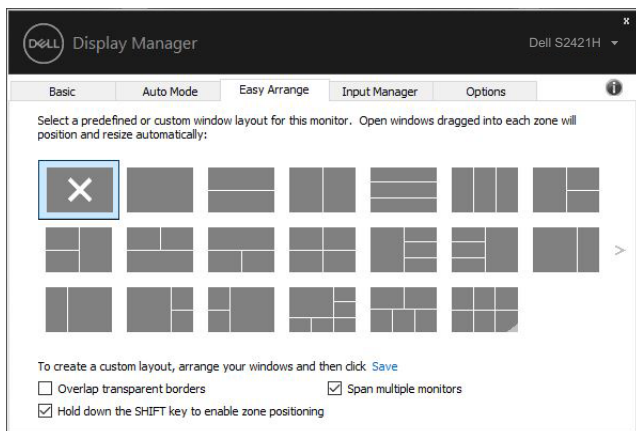 x
DELL Display Manager Dell S2421H
Basic Auto Mode Easy Arrange Input Manager Options
Select a predefined or custom window layout for this monitor. Open windows dragged into each zone will
position and resize automatically:
To create a custom layout, arrange your windows and then click Save
Overlap transparent borders Span multiple monitors
Hold down the SHIFT key to enable zone positioning